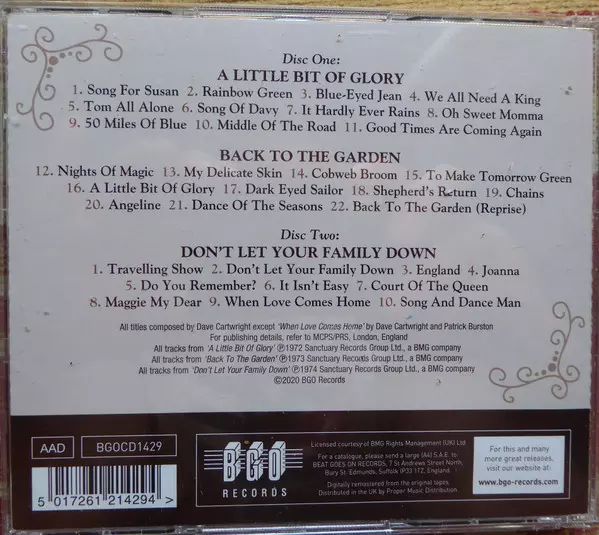 Disc One:
A LITTLE BIT OF GLORY
1. Song For Susan 2. Rainbow Green 3. Blue-Eyed Jean 4. We All Need A King
5. Tom All Alone 6. Song Of Davy 7. It Hardly Ever Rains 8. Oh Sweet Momma
9. 50 Miles Of Blue 10. Middle Of The Road 11. Good Times Are Coming Again
BACK TO THE GARDEN
12. Nights Of Magic 13. My Delicate Skin 14. Cobweb Broom 15. To Make Tomorrow Green
16. A Little Bit Of Glory 17. Dark Eyed Sailor 18. Shepherd's Return 19. Chains
20. Angeline 21. Dance Of The Seasons 22. Back To The Garden (Reprise)
Disc Two:
DON'T LET YOUR FAMILY DOWN
1. Travelling Show 2. Don't Let Your Family Down 3. England 4. Joanna
5. Do You Remember? 6. It Isn't Easy 7. Court Of The Queen
8. Maggie My Dear 9. When Love Comes Home 10. Song And Dance Man
All titles composed by Dave Cartwright except 'When Love Comes Home' by Dave Cartwright and Patrick Burston
For publishing details, refer to MCPS/PRS, London, England
All tracks from 'A Little Bit Of Glory' ℗1972 Sanctuary Records Group Ltd., a BMG company
All tracks from 'Back To The Garden' ℗1973 Sanctuary Records Group Ltd., a BMG company
All tracks from 'Don't Let Your Family Down' ℗1974 Sanctuary Records Group Ltd., a BMG company
©2020 BGO Records
AAD
BGOCD1429
5 017261 214294 >
BGO
RECORDS
Licensed courtesy of BMG Rights Management (UK) Ltd.
For a catalogue, please send a large (A4) S.A.E. to:
BEAT GOES ON RECORDS, 7 St Andrews Street North,
Bury St. Edmunds, Suffolk IP33 1TZ, England.
Digitally remastered from the original tapes
Distributed in the UK by Proper Music Distribution
For this and many
more great releases,
visit our website at:
www.bgo-records.com